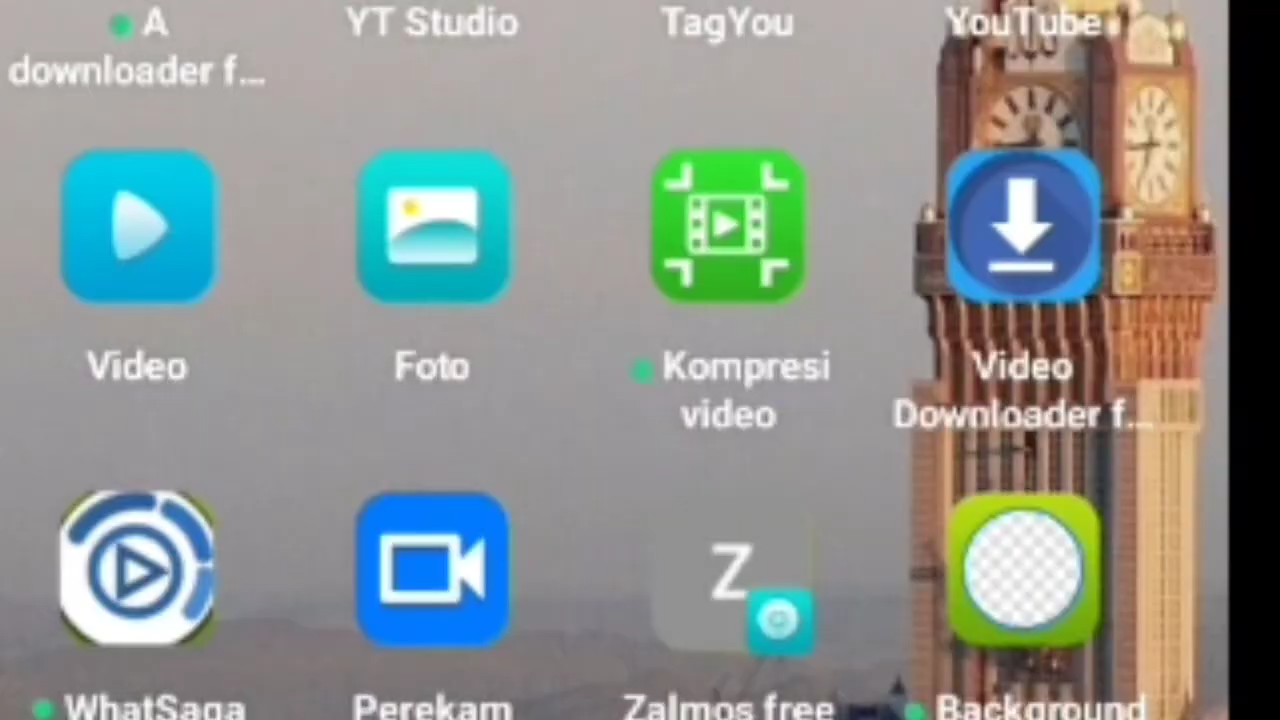 A
downloader f...
YT Studio
TagYou
YouTube
Video
Foto
Kompresi
video
Video
Downloader f...
Z
WhatSaga
Perekam
Zalmos free
Background